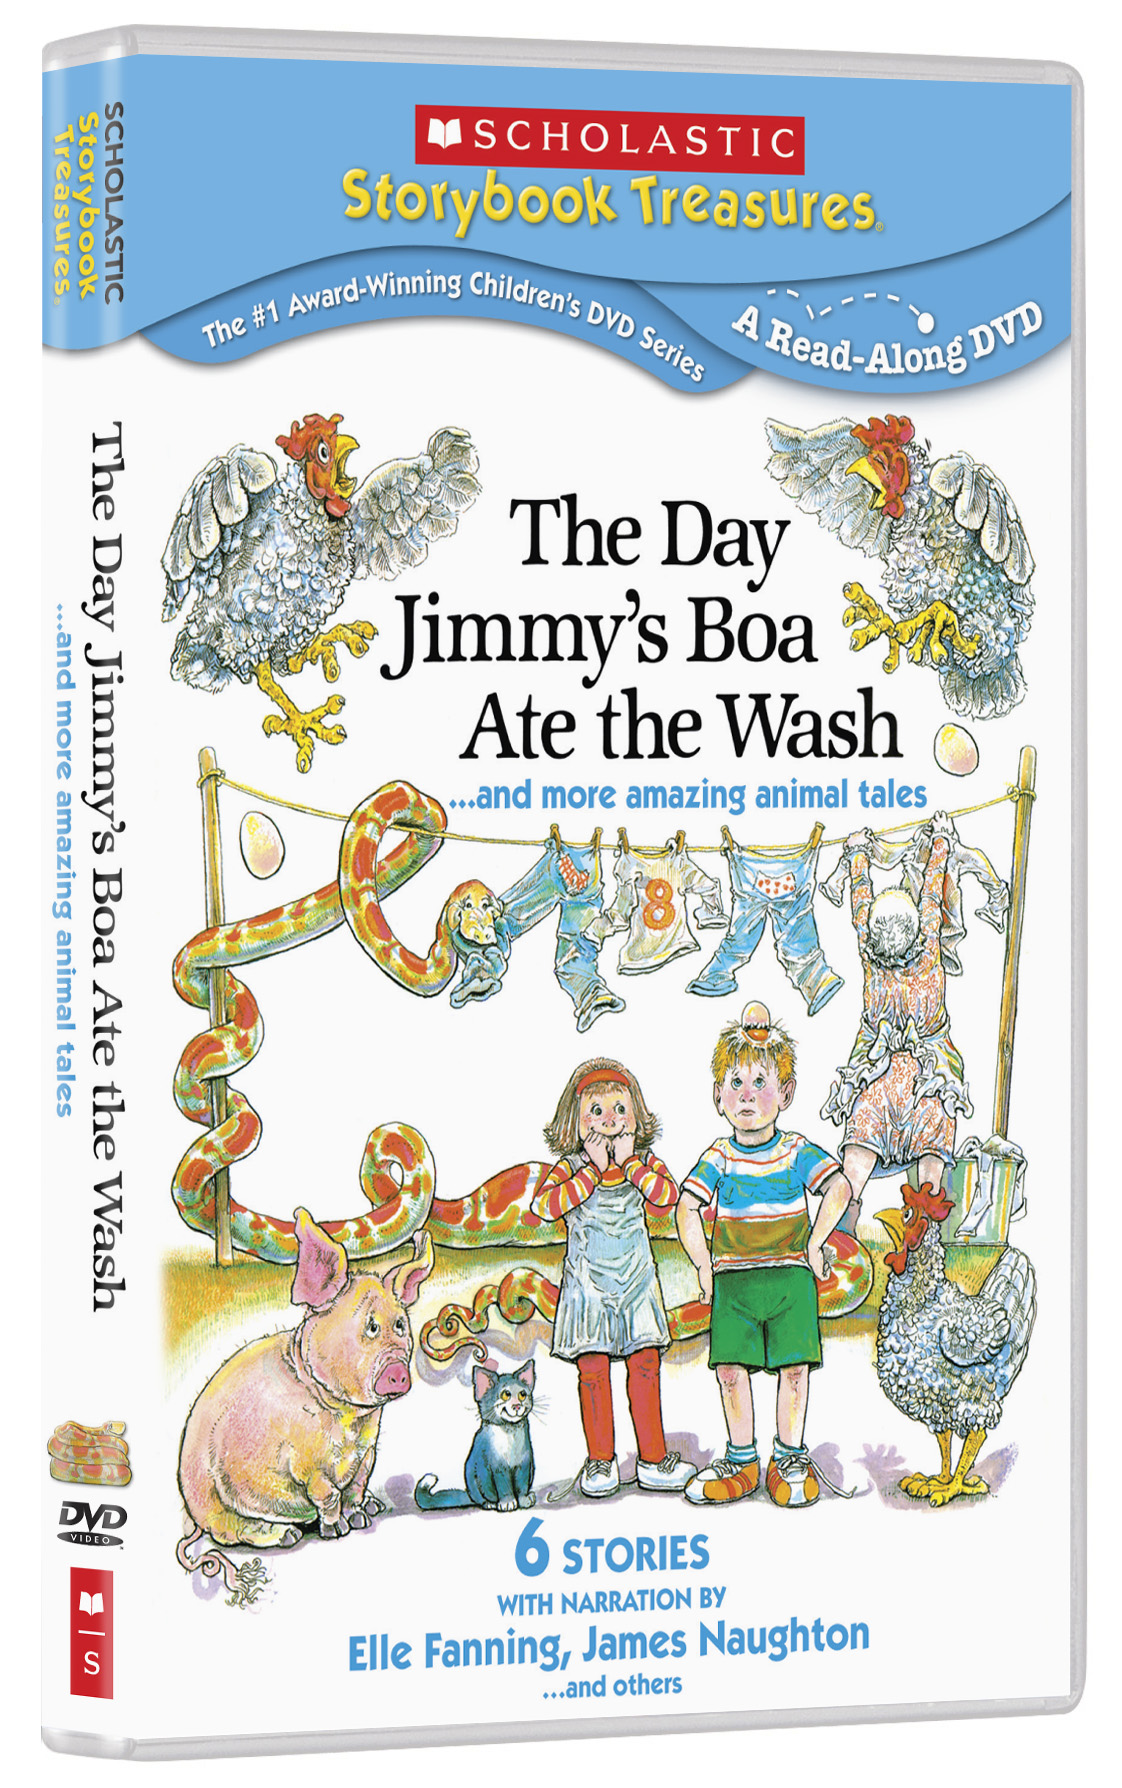 SCHOLASTIC
Storybook Treasures®
The #1 Award-Winning Children's DVD Series
A Read-Along DVD
The Day
Jimmy's Boa
Ate the Wash
...and more amazing animal tales
8
6 STORIES
WITH NARRATION BY
Elle Fanning, James Naughton
...and others
SCHOLASTIC
Storybook
Treasures®
The Day Jimmy's Boa Ate the Wash
...and more amazing animal tales
DVD
VIDEO
S